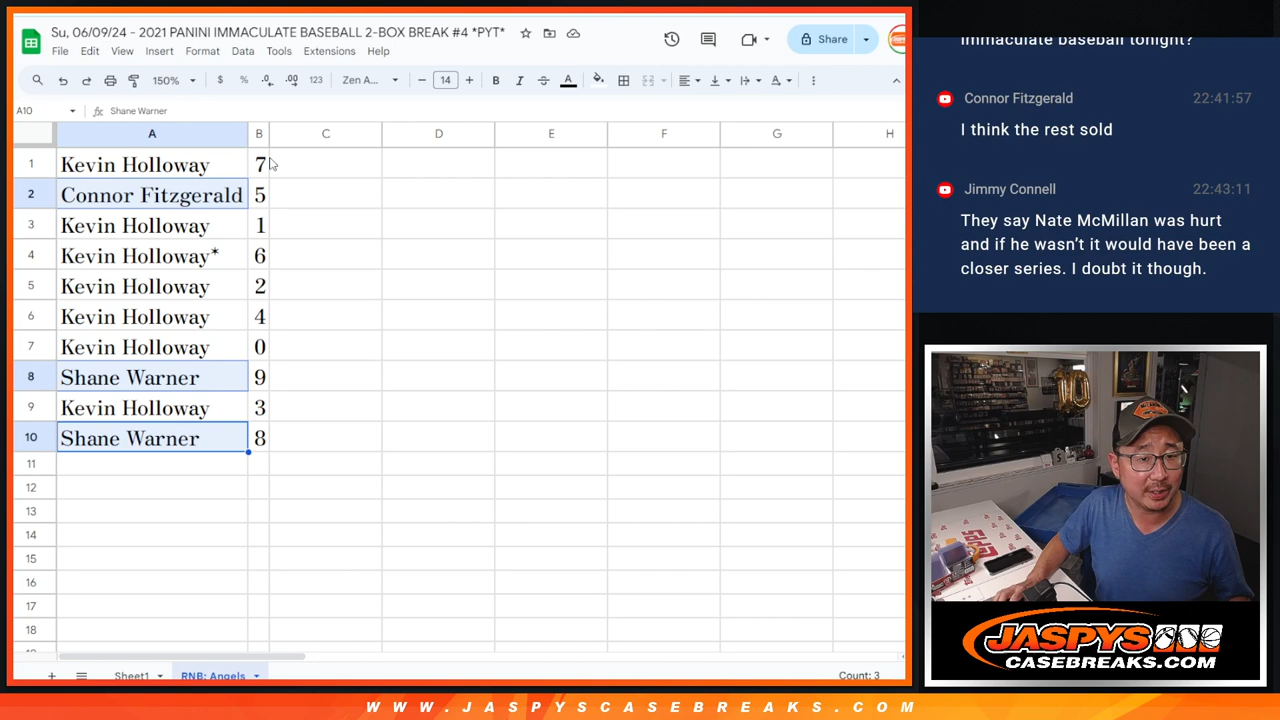 Su, 06/09/24 - 2021 PANINI IMMACULATE BASEBALL 2-BOX BREAK #4 *PYT*
File Edit View Insert Format Data Tools Extensions Help
Share
150% $ % .0 .00 123 Zen A... 14 B I A A
A10 fx Shane Warner
A B C D E F G H
1 Kevin Holloway 7
2 Connor Fitzgerald 5
3 Kevin Holloway 1
4 Kevin Holloway* 6
5 Kevin Holloway 2
6 Kevin Holloway 4
7 Kevin Holloway 0
8 Shane Warner 9
9 Kevin Holloway 3
10 Shane Warner 8
11
12
13
14
15
16
17
18
Sheet1 RNB: Angels Count: 3
immaculate baseball tonight?
Connor Fitzgerald 22:41:57
I think the rest sold
Jimmy Connell 22:43:11
They say Nate McMillan was hurt
and if he wasn't it would have been a
closer series. I doubt it though.
10
JASPYS
CASEBREAKS.COM
WWW.JASPYSCASEBREAKS.COM